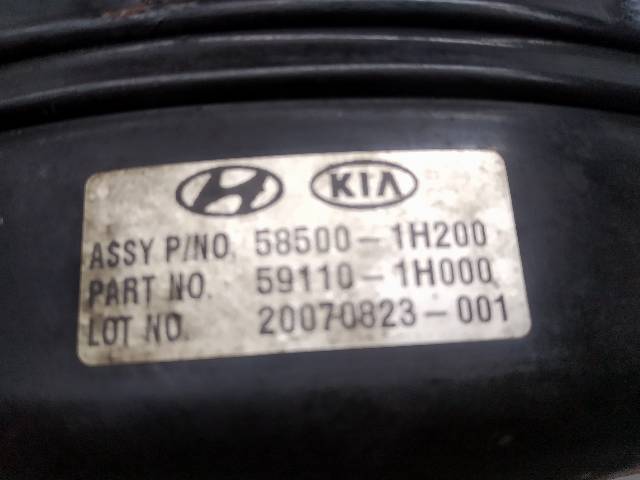 KIA
ASSY P/NO. 58500-1H200
PART NO. 59110-1H000
LOT NO. 20070823-001